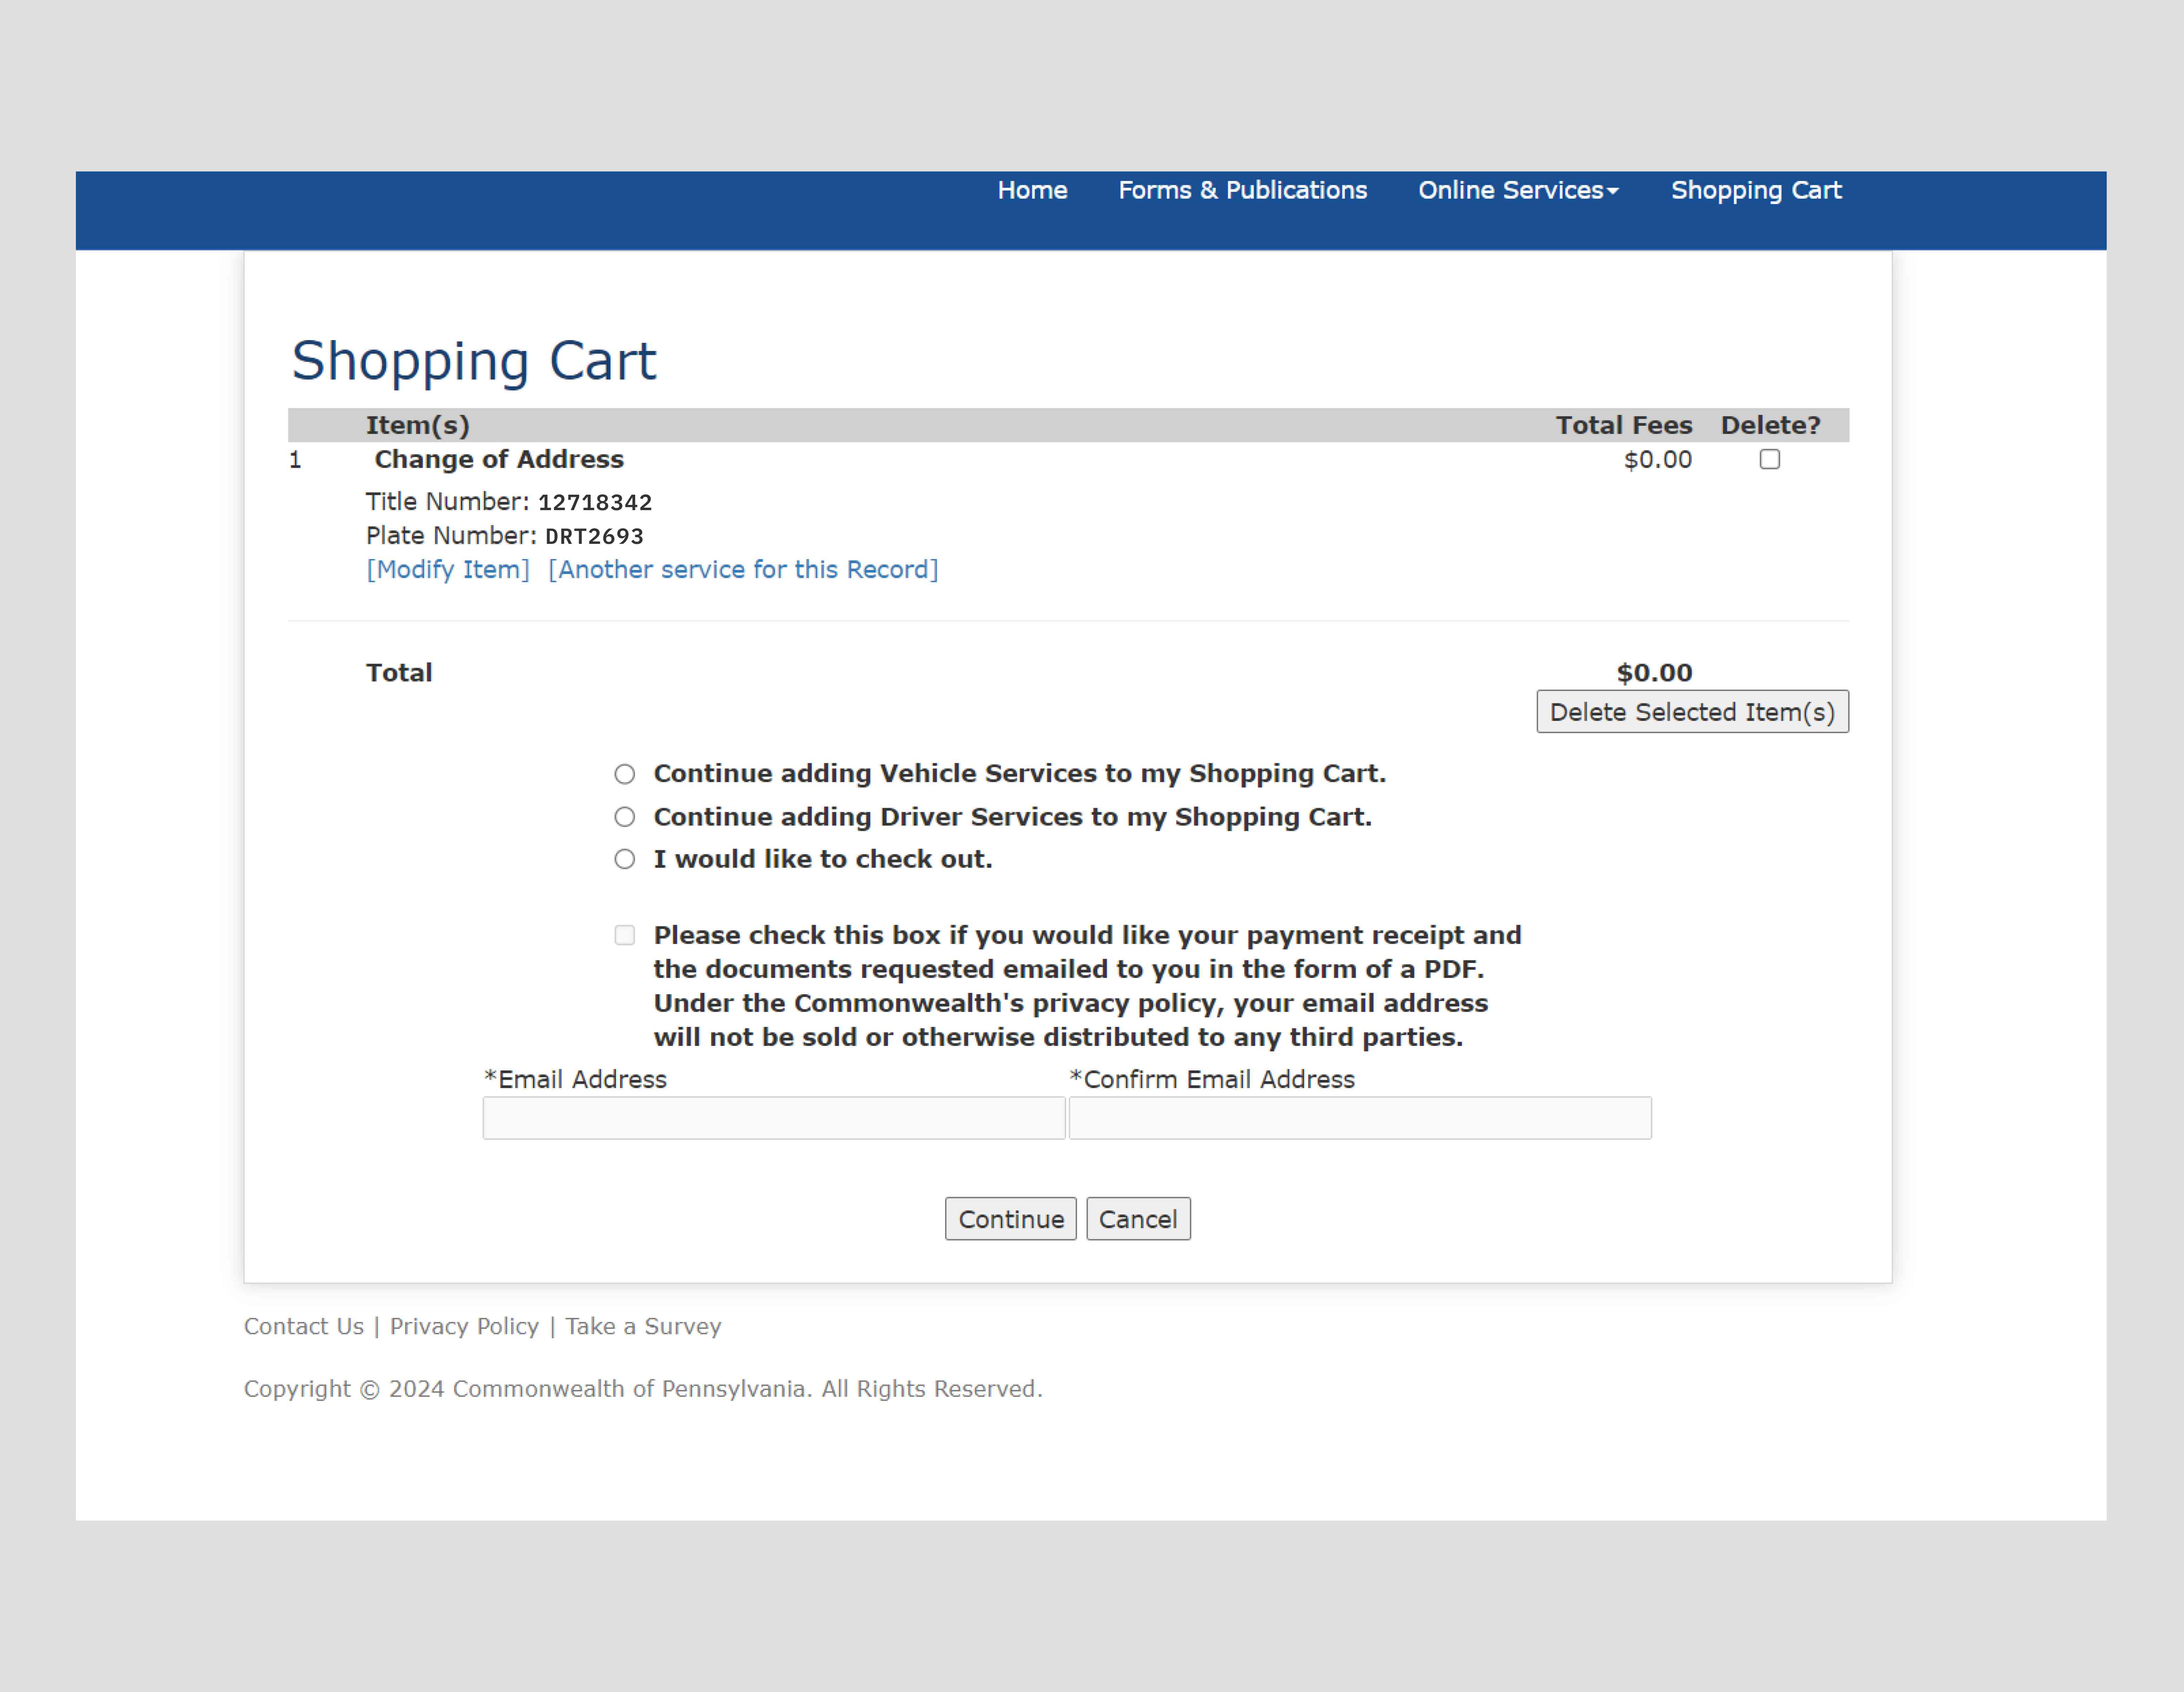 Home Forms & Publications Online Services Shopping Cart
Shopping Cart
Item(s) Total Fees Delete?
1 Change of Address $0.00
Title Number: 12718342
Plate Number: DRT2693
[Modify Item] [Another service for this Record]
Total $0.00
Delete Selected Item(s)
Continue adding Vehicle Services to my Shopping Cart.
Continue adding Driver Services to my Shopping Cart.
I would like to check out.
Please check this box if you would like your payment receipt and
the documents requested emailed to you in the form of a PDF.
Under the Commonwealth's privacy policy, your email address
will not be sold or otherwise distributed to any third parties.
*Email Address *Confirm Email Address
Continue Cancel
Contact Us | Privacy Policy | Take a Survey
Copyright © 2024 Commonwealth of Pennsylvania. All Rights Reserved.